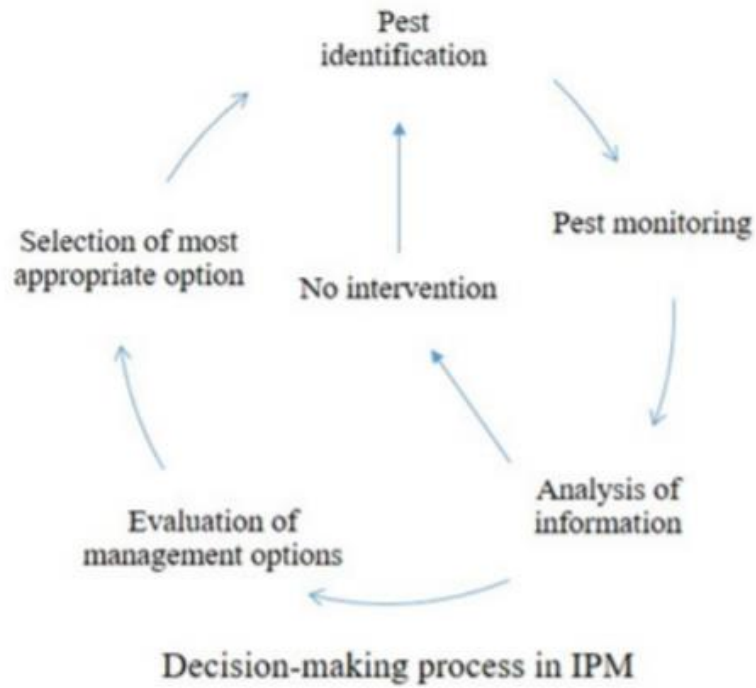 Pest
identification
Pest monitoring
Selection of most
appropriate option
No intervention
Analysis of
information
Evaluation of
management options
Decision-making process in IPM